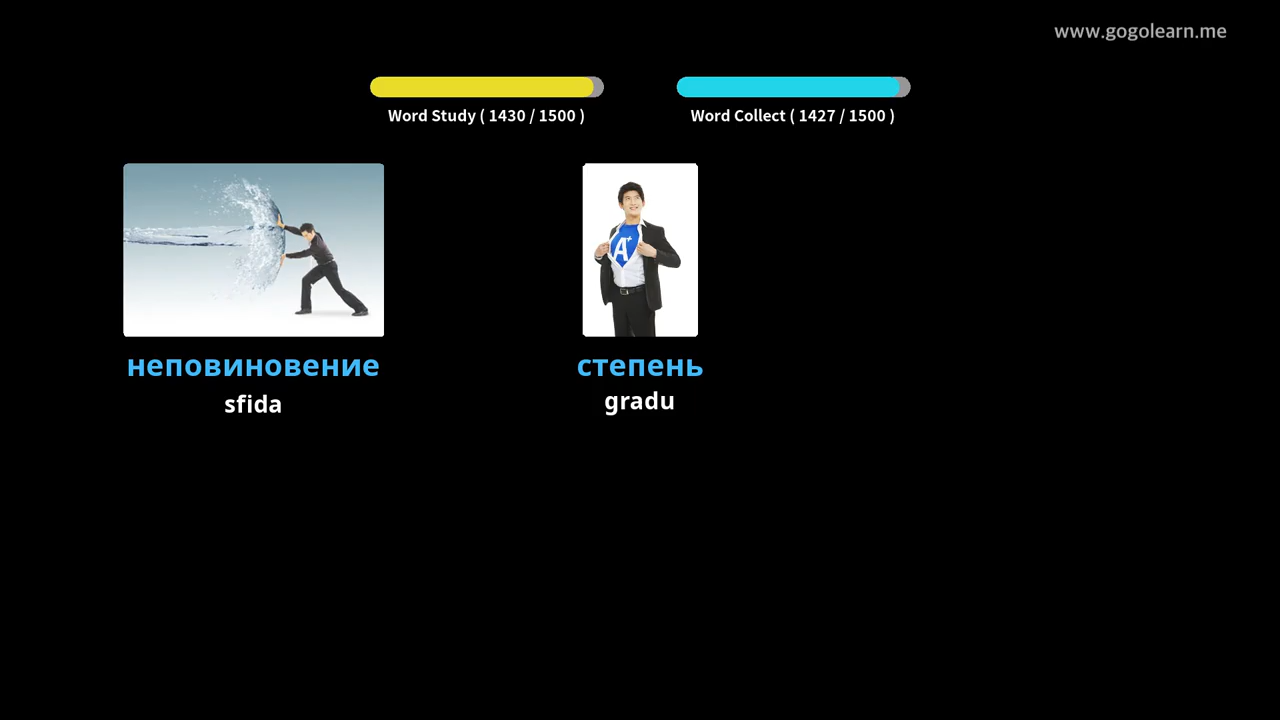 www.gogolearn.me
Word Study ( 1430 / 1500 )
Word Collect ( 1427 / 1500 )
A+
неповиновение
степень
sfida
gradu